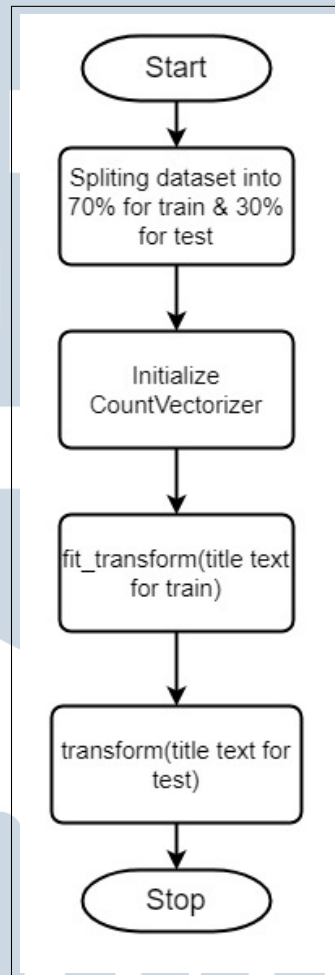 Start
Spliting dataset into
70% for train & 30%
for test
Initialize
CountVectorizer
fit_transform(title text
for train)
transform(title text for
test)
Stop